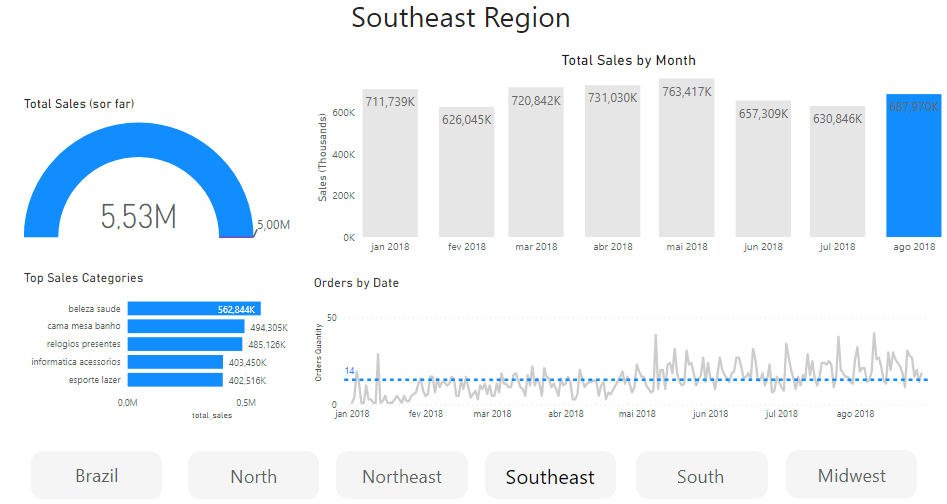 Southeast Region
Total Sales (sor far)
5,53M
5,00M
Total Sales by Month
Sales (Thousands)
600K
400K
200K
0K
711,739K
626,045K
720,842K
731,030K
763,417K
657,309K
630,846K
687,970K
jan 2018
fev 2018
mar 2018
abr 2018
mai 2018
jun 2018
jul 2018
ago 2018
Top Sales Categories
beleza saude 562,844K
cama mesa banho 494,305K
relogios presentes 485,126K
informatica acessorios 403,450K
esporte lazer 402,516K
0,0M 0,5M
total_sales
Orders by Date
Orders Quantity
50
14
0
jan 2018 fev 2018 mar 2018 abr 2018 mai 2018 jun 2018 jul 2018 ago 2018
Brazil North Northeast Southeast South Midwest